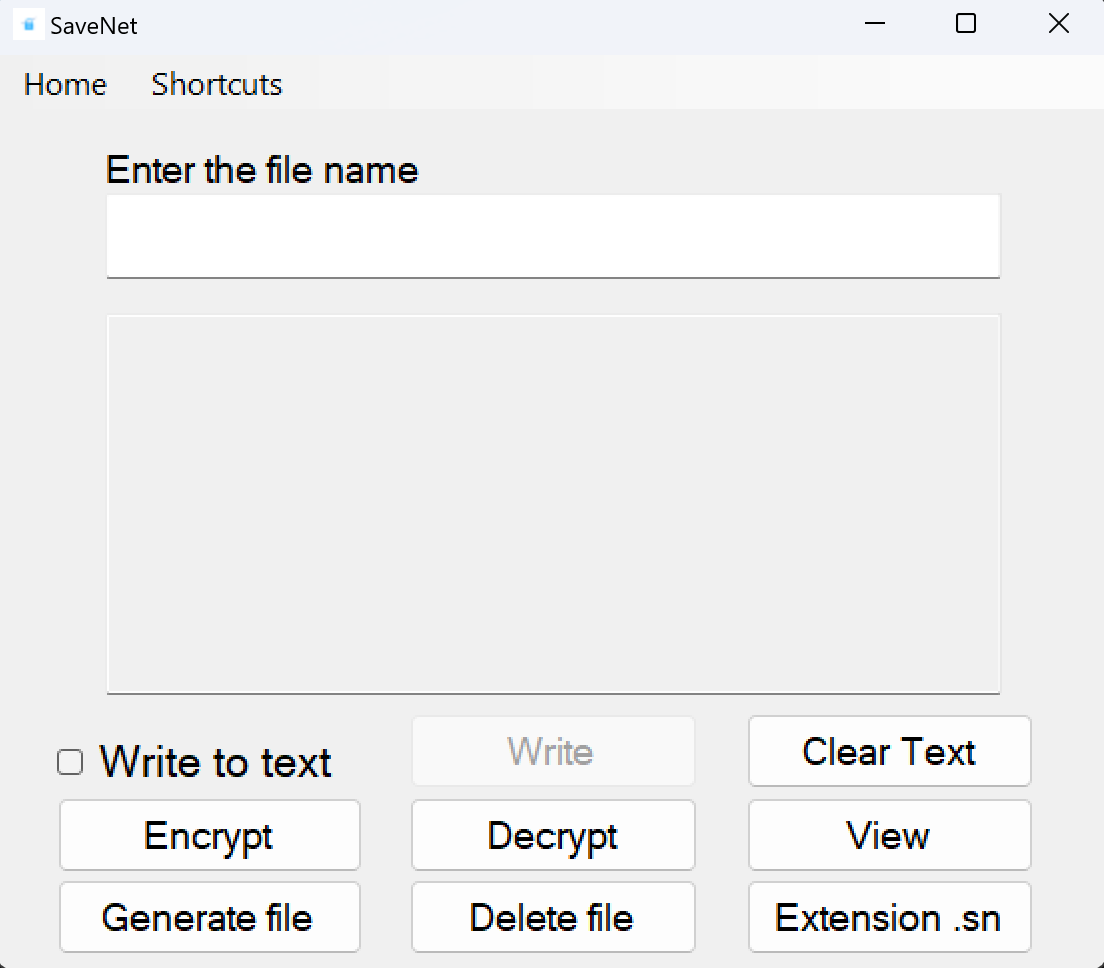 SaveNet
Home Shortcuts
Enter the file name
Write to text Write Clear Text
Encrypt Decrypt View
Generate file Delete file Extension .sn